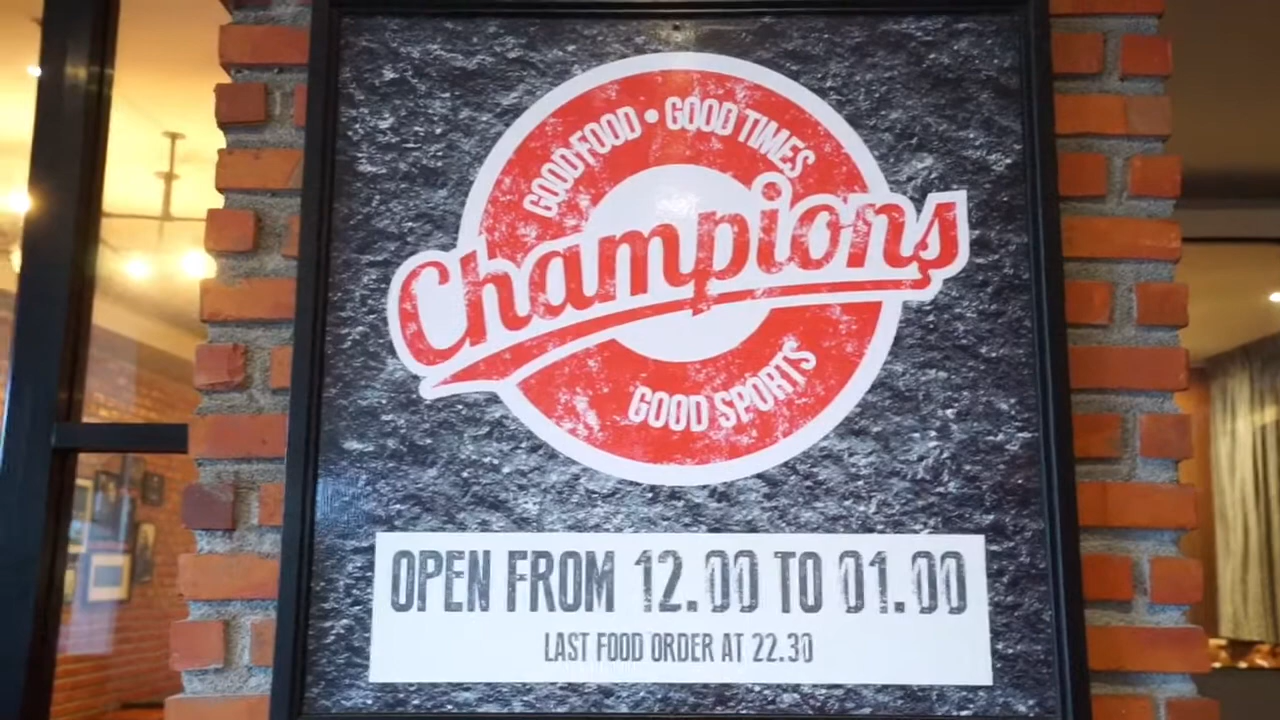 GOOD FOOD • GOOD TIMES
Champions
GOOD SPORTS
OPEN FROM 12.00 TO 01.00
LAST FOOD ORDER AT 22.30